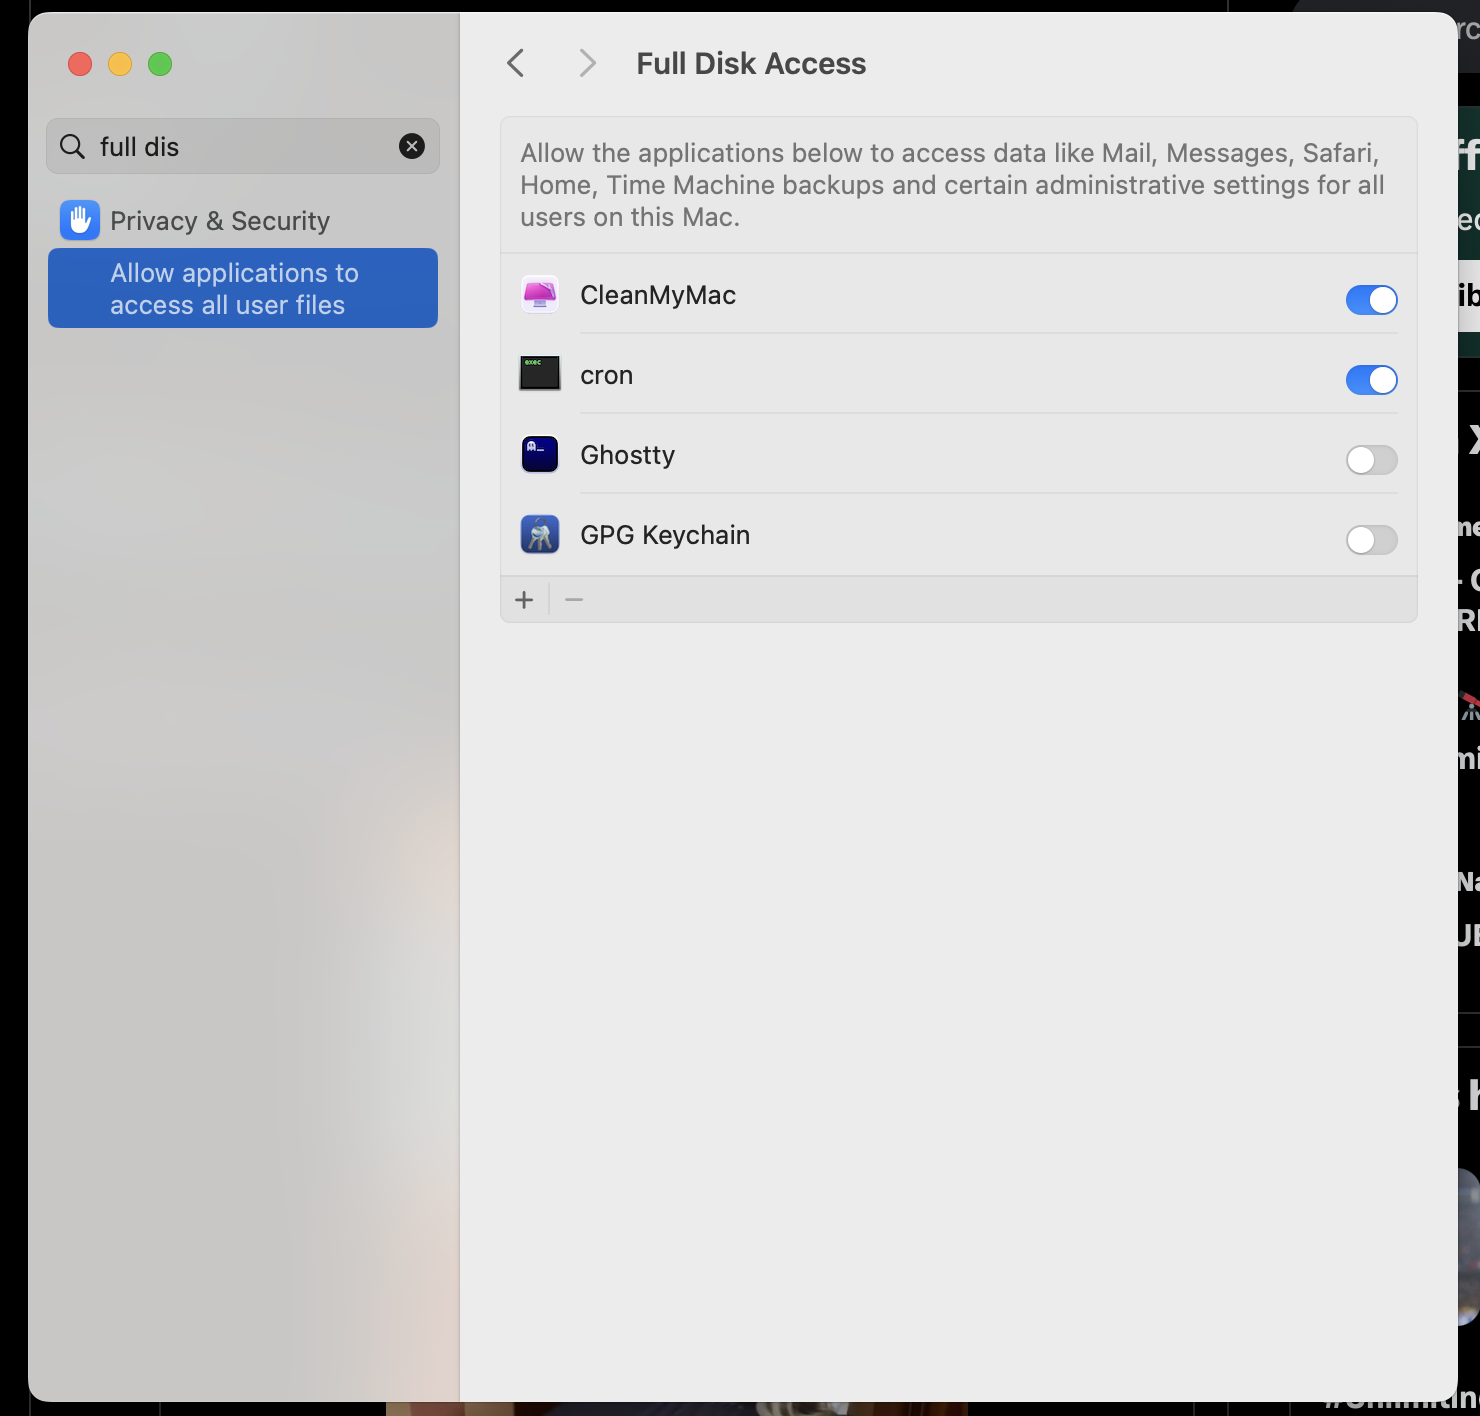 Full Disk Access
full dis
Privacy & Security
Allow applications to
access all user files
Allow the applications below to access data like Mail, Messages, Safari,
Home, Time Machine backups and certain administrative settings for all
users on this Mac.
CleanMyMac
exec
cron
Ghostty
GPG Keychain